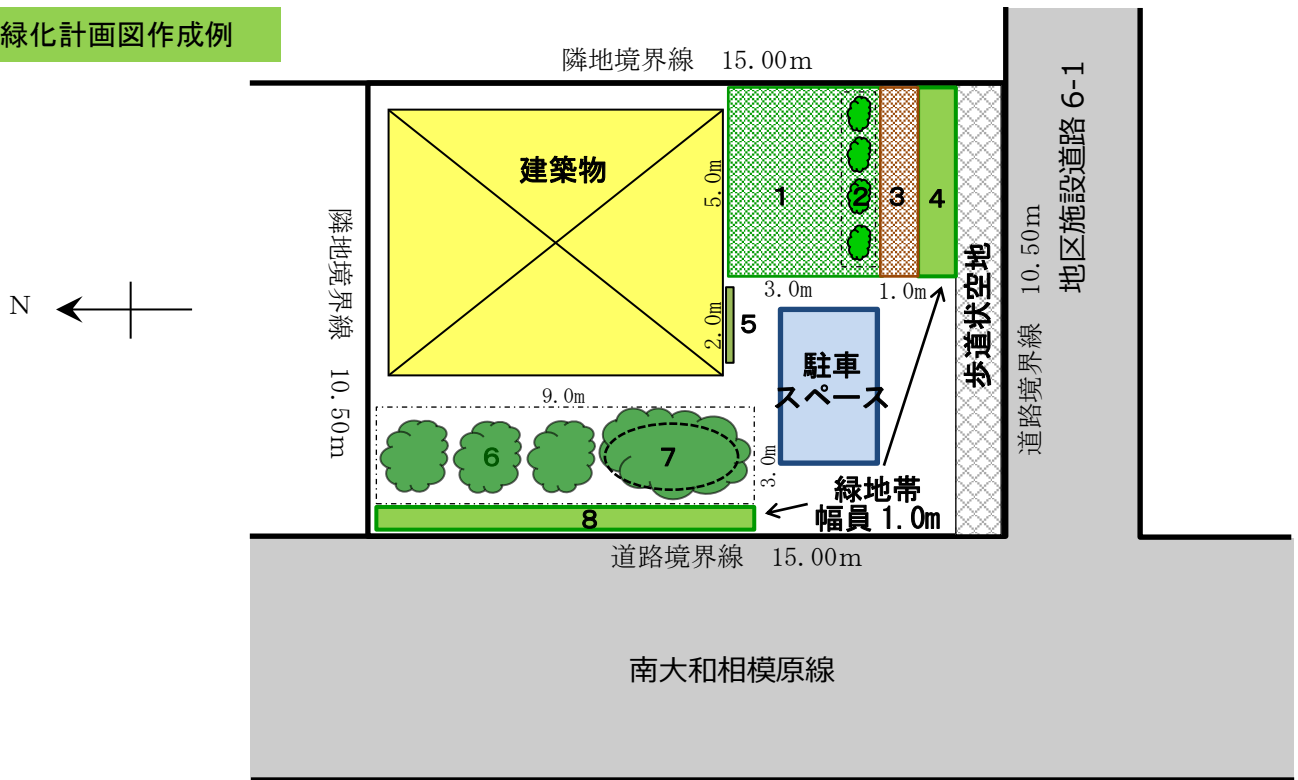 緑化計画図作成例
隣地境界線 15.00m
地区施設道路 6-1
建築物
5.0m
1
2
3
4
隣地境界線 10.50m
道路境界線 10.50m
歩道状空地
N
3.0m
1.0m
2.0m
5
駐車
スペース
9.0m
6
7
3.0m
緑地帯
幅員 1.0m
8
道路境界線 15.00m
南大和相模原線